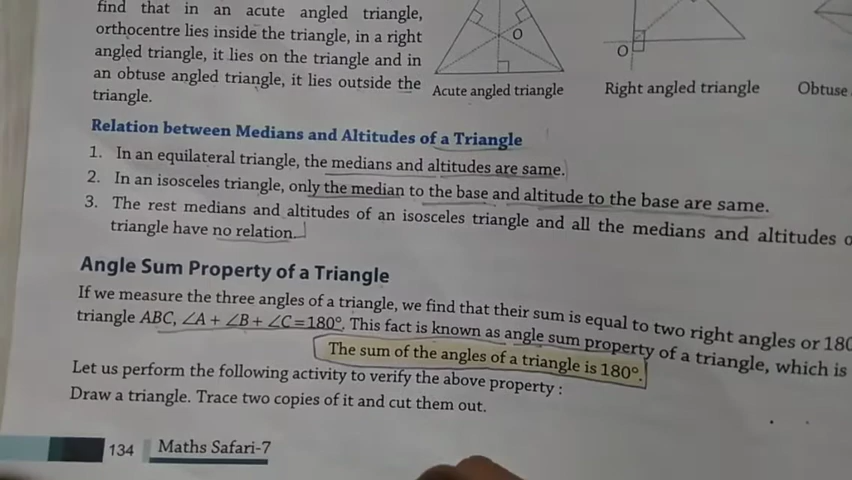 find that in an acute angled triangle,
orthocentre lies inside the triangle, in a right
angled triangle, it lies on the triangle and in
an obtuse angled triangle, it lies outside the
triangle.
O
Acute angled triangle
O
Right angled triangle
Obtuse
Relation between Medians and Altitudes of a Triangle
1. In an equilateral triangle, the medians and altitudes are same.
2. In an isosceles triangle, only the median to the base and altitude to the base are same.
3. The rest medians and altitudes of an isosceles triangle and all the medians and altitudes o
triangle have no relation.
Angle Sum Property of a Triangle
If we measure the three angles of a triangle, we find that their sum is equal to two right angles or 180
triangle ABC, ∠A + ∠B + ∠C=180°. This fact is known as angle sum property of a triangle, which is
The sum of the angles of a triangle is 180°.
Let us perform the following activity to verify the above property :
Draw a triangle. Trace two copies of it and cut them out.
134 Maths Safari-7